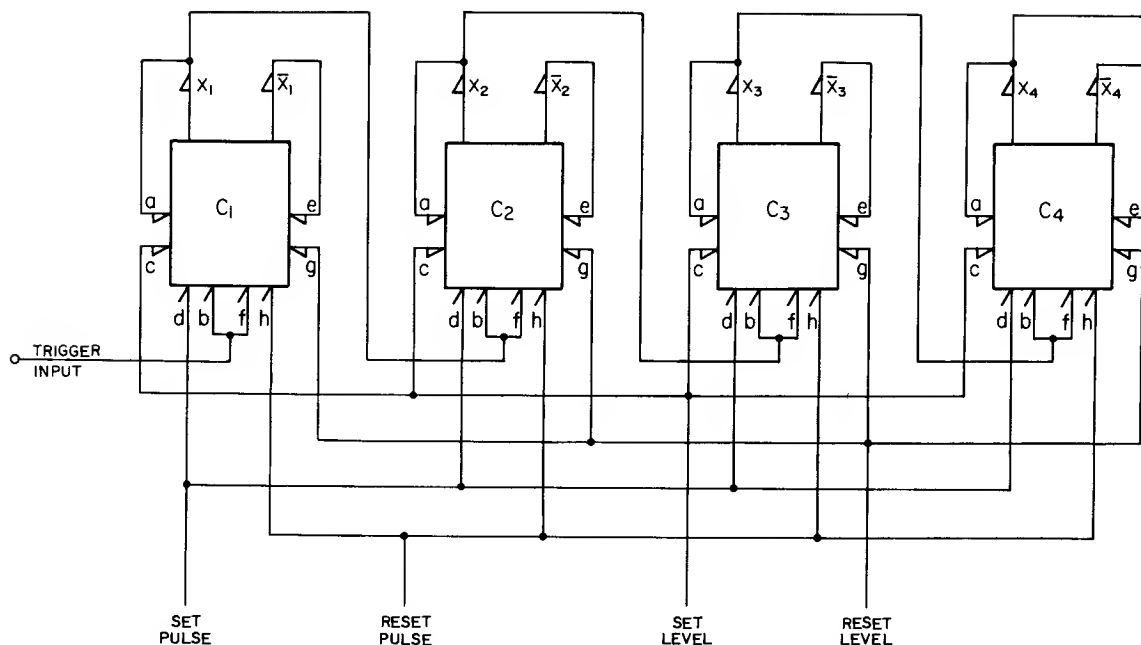 X₁ X̄₁ X₂ X̄₂ X₃ X̄₃ X₄ X̄₄
a C₁ e a C₂ e a C₃ e a C₄ e
c g c g c g c g
d b f h d b f h d b f h d b f h
TRIGGER
INPUT
SET
PULSE
RESET
PULSE
SET
LEVEL
RESET
LEVEL